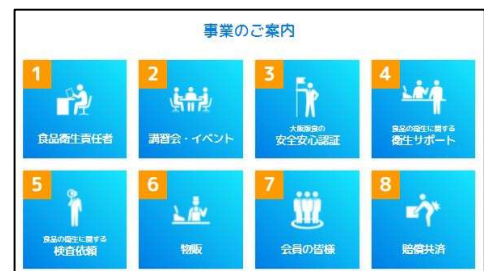 事業のご案内
1
食品衛生責任者
2
講習会・イベント
3
大阪版食の
安全安心認証
4
食品の衛生に関する
衛生サポート
5
食品の衛生に関する
検査依頼
6
物販
7
会員の皆様
8
賠償共済